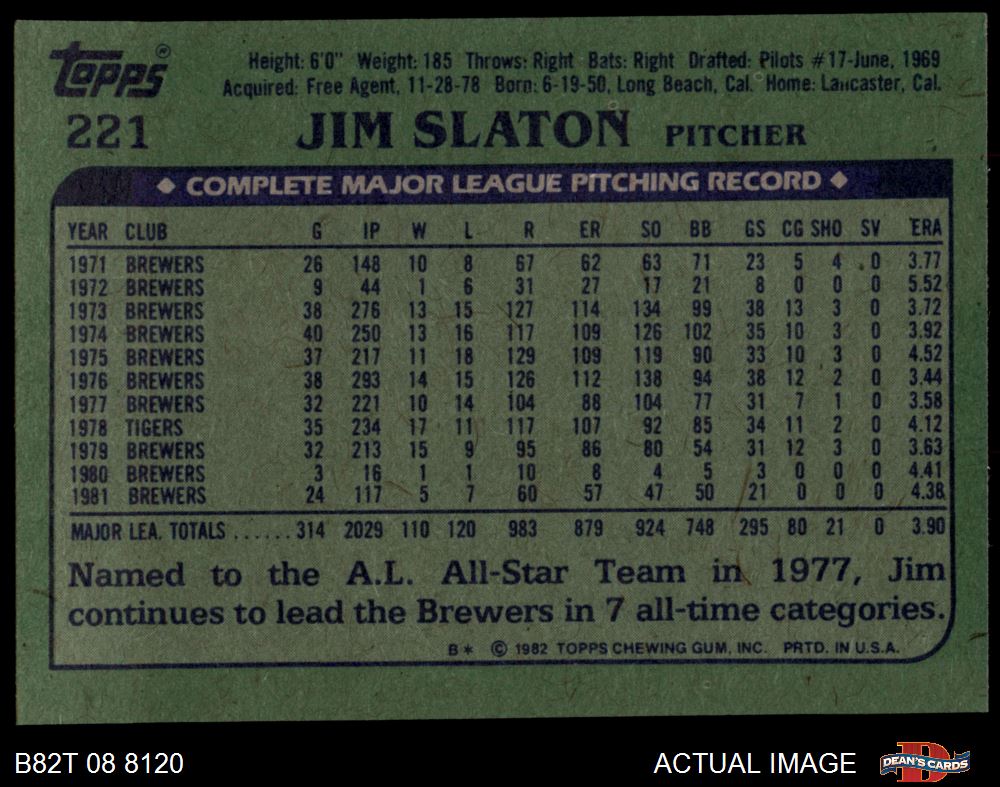 topps®
Height: 6'0" Weight: 185 Throws: Right Bats: Right Drafted: Pilots #17-June, 1969
Acquired: Free Agent, 11-28-78 Born: 6-19-50, Long Beach, Cal. Home: Lancaster, Cal.
221 JIM SLATON PITCHER
◆ COMPLETE MAJOR LEAGUE PITCHING RECORD ◆
YEAR CLUB G IP W L R ER SO BB GS CG SHO SV ERA
1971 BREWERS 26 148 10 8 67 62 63 71 23 5 4 0 3.77
1972 BREWERS 9 44 1 6 31 27 17 21 8 0 0 0 5.52
1973 BREWERS 38 276 13 15 127 114 134 99 38 13 3 0 3.72
1974 BREWERS 40 250 13 16 117 109 126 102 35 10 3 0 3.92
1975 BREWERS 37 217 11 18 129 109 119 90 33 10 3 0 4.52
1976 BREWERS 38 293 14 15 126 112 138 94 38 12 2 0 3.44
1977 BREWERS 32 221 10 14 104 88 104 77 31 7 1 0 3.58
1978 TIGERS 35 234 17 11 117 107 92 85 34 11 2 0 4.12
1979 BREWERS 32 213 15 9 95 86 80 54 31 12 3 0 3.63
1980 BREWERS 3 16 1 1 10 8 4 5 3 0 0 0 4.41
1981 BREWERS 24 117 5 7 60 57 47 50 21 0 0 0 4.38
MAJOR LEA. TOTALS ...... 314 2029 110 120 983 879 924 748 295 80 21 0 3.90
Named to the A.L. All-Star Team in 1977, Jim
continues to lead the Brewers in 7 all-time categories.
B* © 1982 TOPPS CHEWING GUM, INC. PRTD. IN U.S.A.
B82T 08 8120 ACTUAL IMAGE DEAN'S CARDS